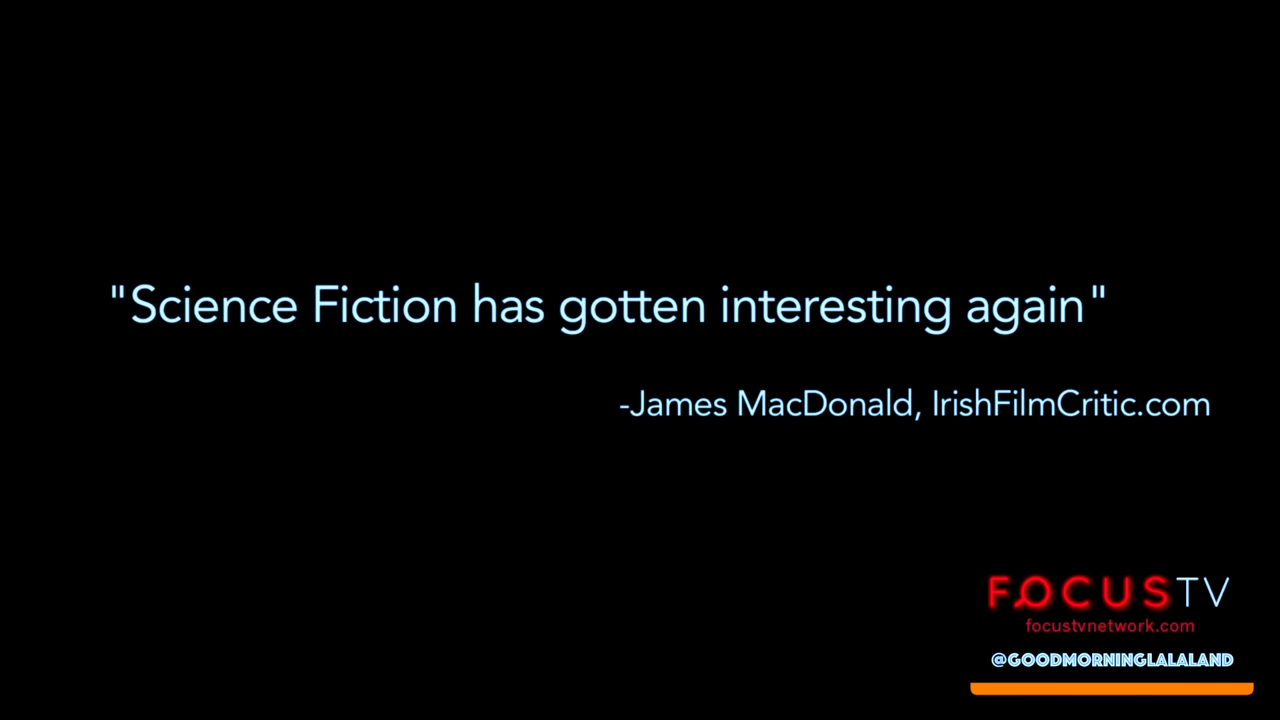 "Science Fiction has gotten interesting again"
-James MacDonald, IrishFilmCritic.com
FOCUSTV
focustvnetwork.com
@GOODMORNINGLALALAND